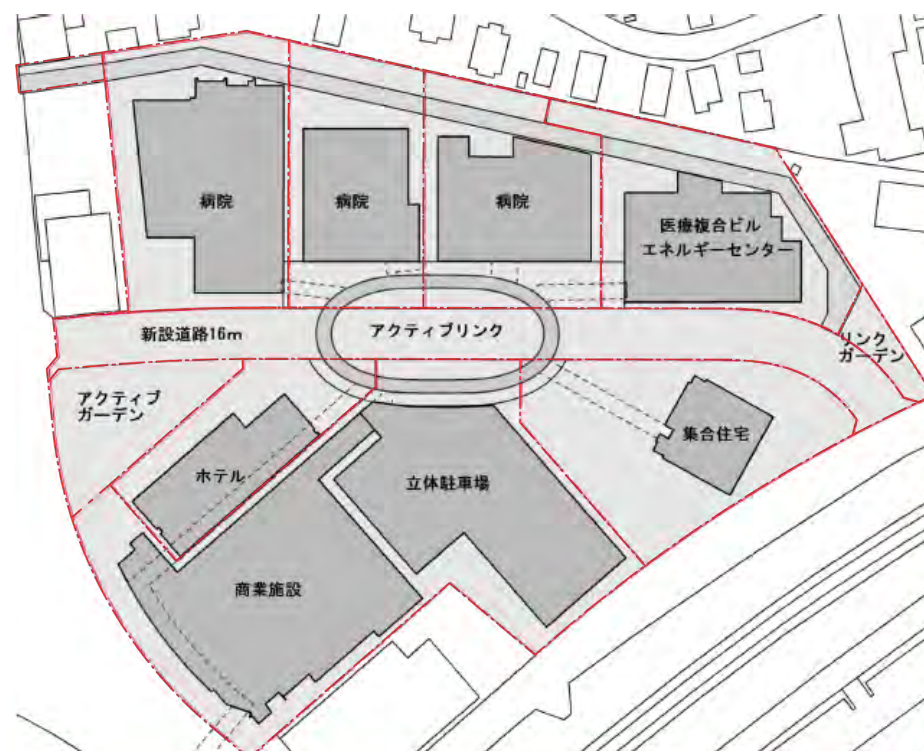 病院
病院
病院
医療複合ビル
エネルギーセンター
新設道路16m
アクティブリンク
リンク
ガーデン
アクティブ
ガーデン
集合住宅
ホテル
立体駐車場
商業施設